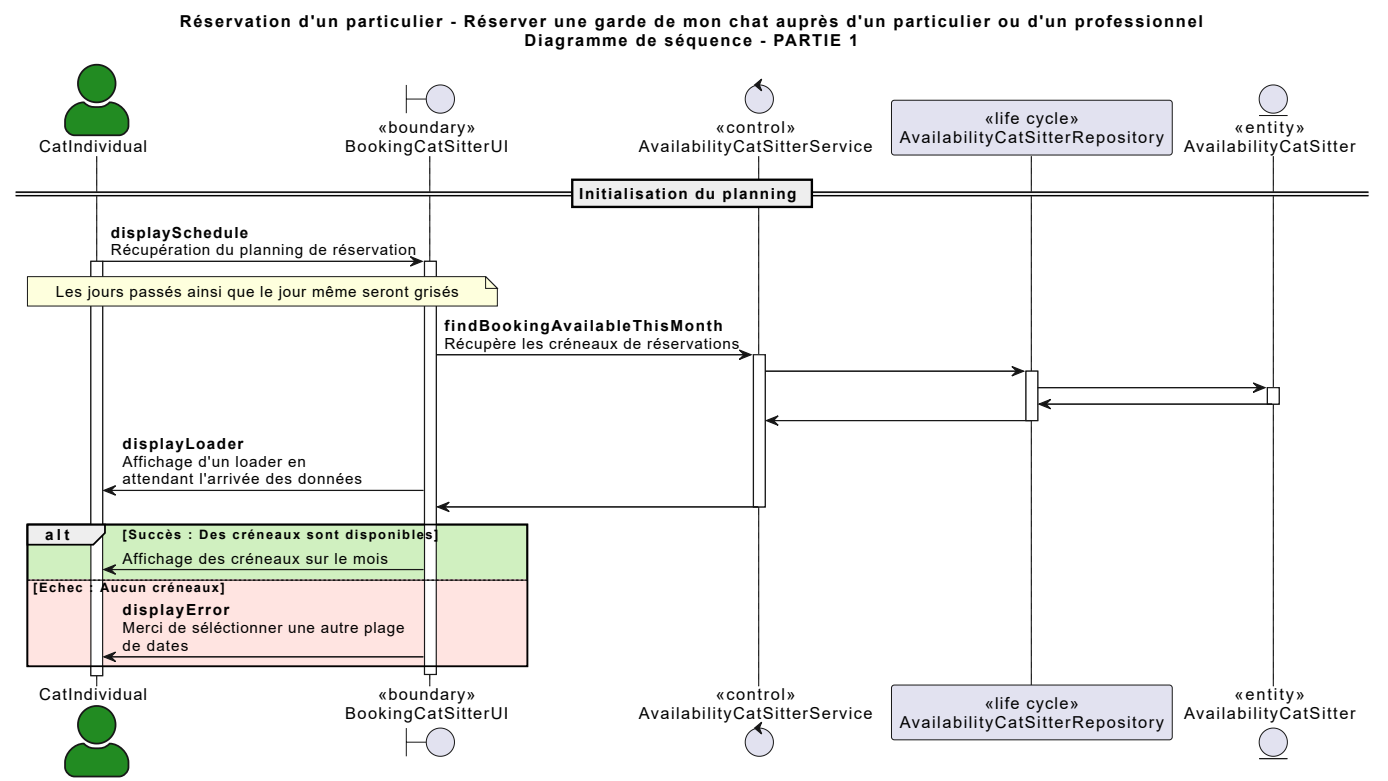 Réservation d'un particulier - Réserver une garde de mon chat auprès d'un particulier ou d'un professionnel
Diagramme de séquence - PARTIE 1
CatIndividual
«boundary»
BookingCatSitterUI
«control»
AvailabilityCatSitterService
«life cycle»
AvailabilityCatSitterRepository
«entity»
AvailabilityCatSitter
Initialisation du planning
displaySchedule
Récupération du planning de réservation
Les jours passés ainsi que le jour même seront grisés
findBookingAvailableThisMonth
Récupère les créneaux de réservations
displayLoader
Affichage d'un loader en
attendant l'arrivée des données
alt
[Succès : Des créneaux sont disponibles]
Affichage des créneaux sur le mois
[Echec : Aucun créneaux]
displayError
Merci de séléctionner une autre plage
de dates
CatIndividual
«boundary»
BookingCatSitterUI
«control»
AvailabilityCatSitterService
«life cycle»
AvailabilityCatSitterRepository
«entity»
AvailabilityCatSitter